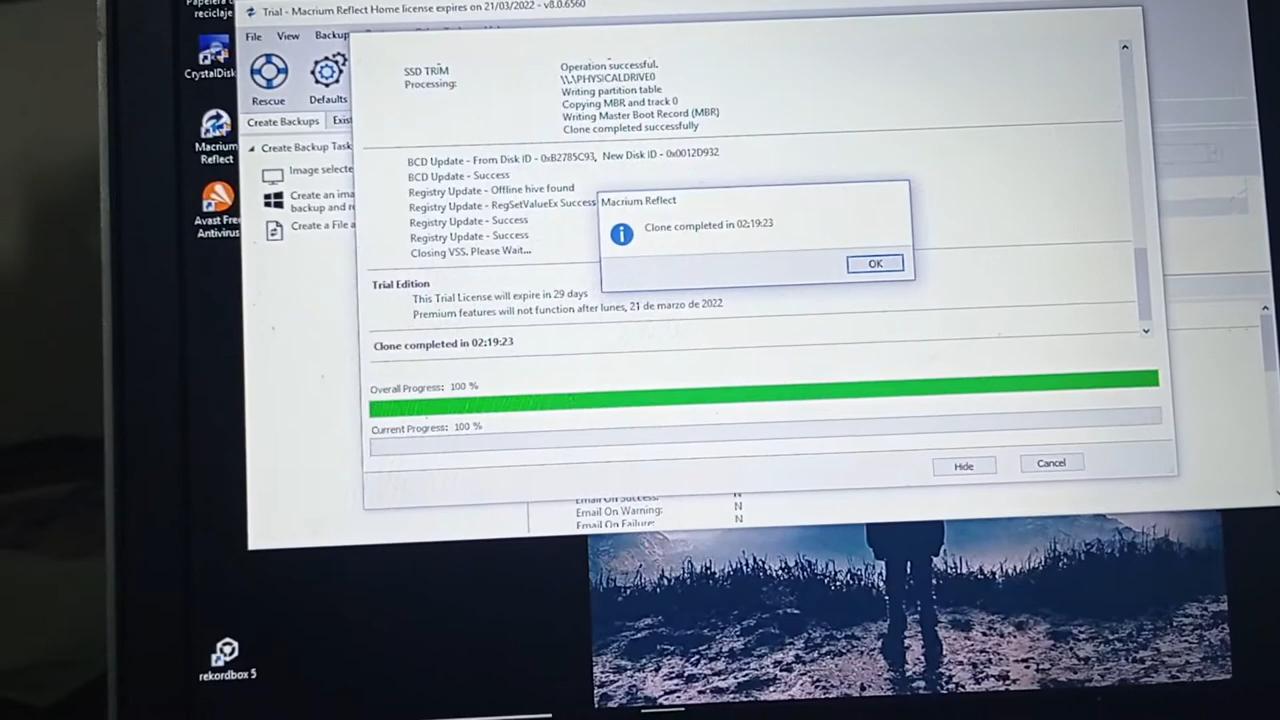 reciclaje
Trial - Macrium Reflect Home license expires on 21/03/2022 - v8.0.6560
File View Backup
CrystalDisk
Rescue Defaults
Create Backups Exis
Macrium
Reflect
Create Backup Task
Image selecte
Create an ima
backup and r
Create a File a
Avast Fre
Antivirus
SSD TRIM
Operation successful.
Processing:
\\.\PHYSICALDRIVE0
Writing partition table
Copying MBR and track 0
Writing Master Boot Record (MBR)
Clone completed successfully
BCD Update - From Disk ID - 0xB2785C93, New Disk ID - 0x0012D932
BCD Update - Success
Registry Update - Offline hive found
Registry Update - RegSetValueEx Success
Registry Update - Success
Registry Update - Success
Closing VSS. Please Wait...
Macrium Reflect
Clone completed in 02:19:23
OK
Trial Edition
This Trial License will expire in 29 days
Premium features will not function after lunes, 21 de marzo de 2022
Clone completed in 02:19:23
Overall Progress: 100 %
Current Progress: 100 %
Hide Cancel
Email On Success: N
Email On Warning: N
Email On Failure: N
rekordbox 5